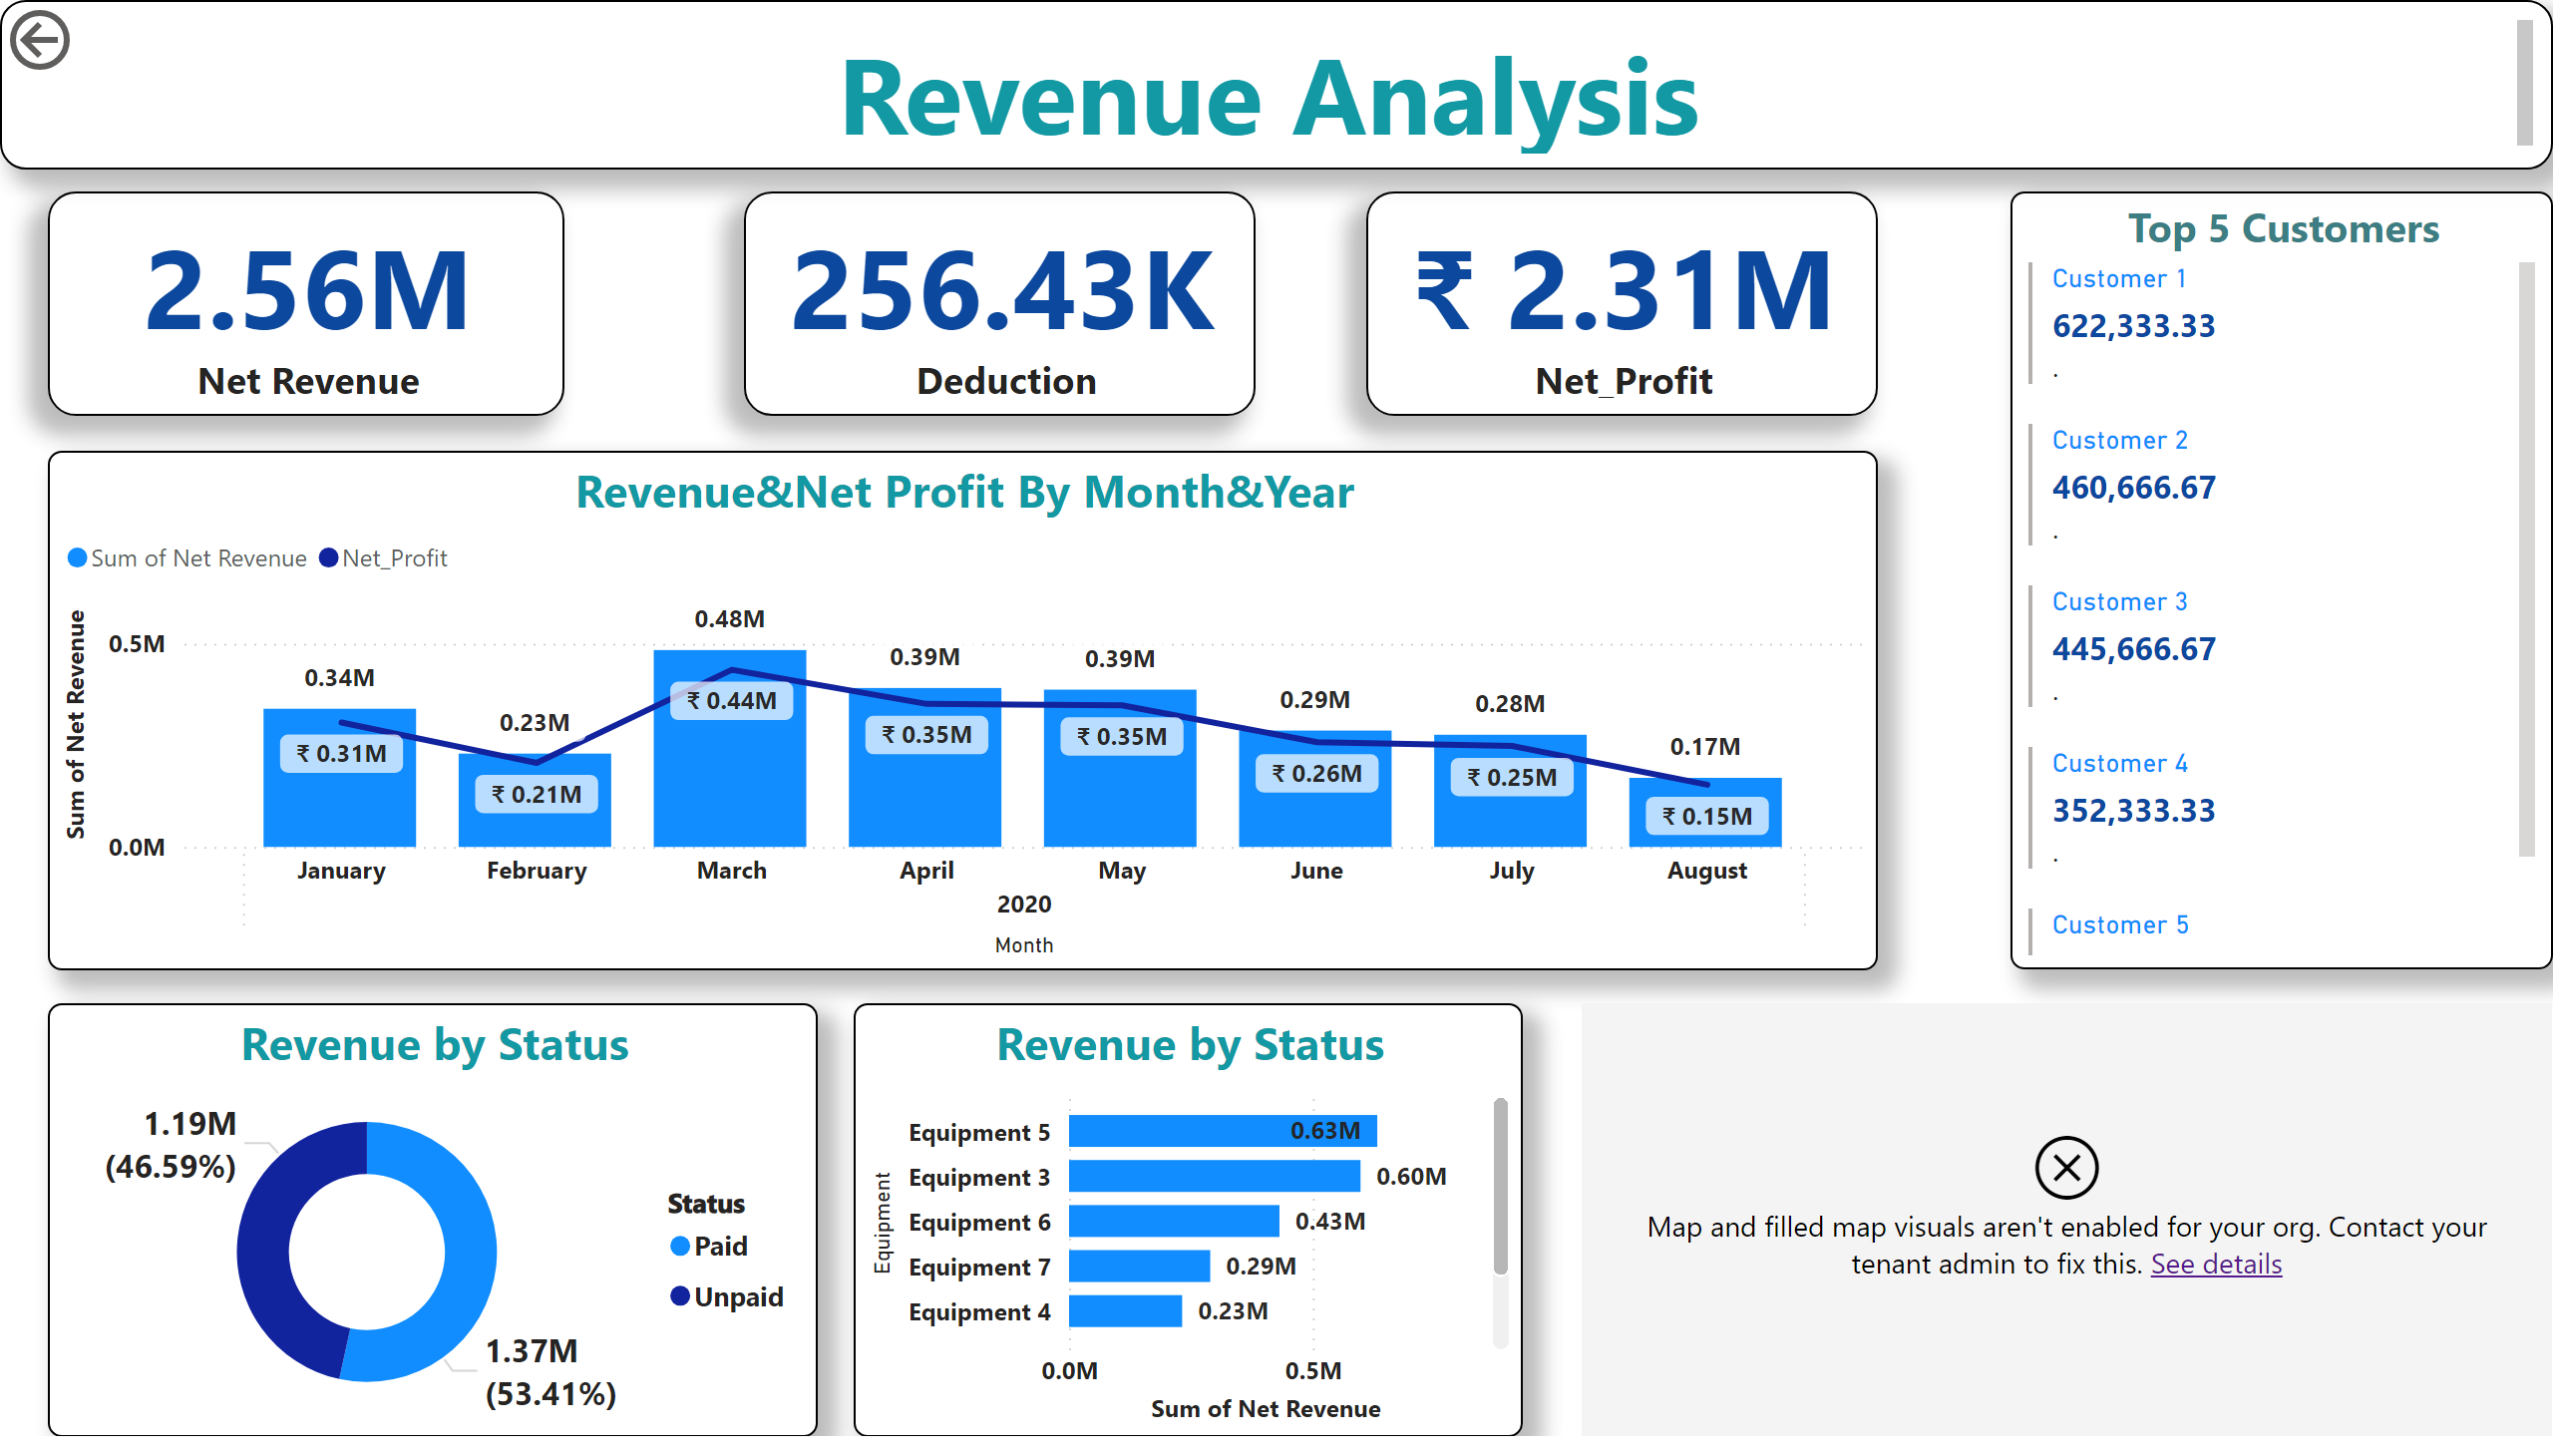 Revenue Analysis
2.56M
Net Revenue
256.43K
Deduction
₹ 2.31M
Net_Profit
Top 5 Customers
Customer 1
622,333.33
.
Customer 2
460,666.67
.
Customer 3
445,666.67
.
Customer 4
352,333.33
.
Customer 5
Revenue&Net Profit By Month&Year
Sum of Net Revenue Net_Profit
Sum of Net Revenue
0.5M
0.0M
0.34M
0.23M
0.48M
0.39M
0.39M
0.29M
0.28M
0.17M
₹ 0.31M
₹ 0.21M
₹ 0.44M
₹ 0.35M
₹ 0.35M
₹ 0.26M
₹ 0.25M
₹ 0.15M
January February March April May June July August
2020
Month
Revenue by Status
1.19M
(46.59%)
1.37M
(53.41%)
Status
Paid
Unpaid
Revenue by Status
Equipment
Equipment 5 0.63M
Equipment 3 0.60M
Equipment 6 0.43M
Equipment 7 0.29M
Equipment 4 0.23M
0.0M 0.5M
Sum of Net Revenue
Map and filled map visuals aren't enabled for your org. Contact your
tenant admin to fix this. See details